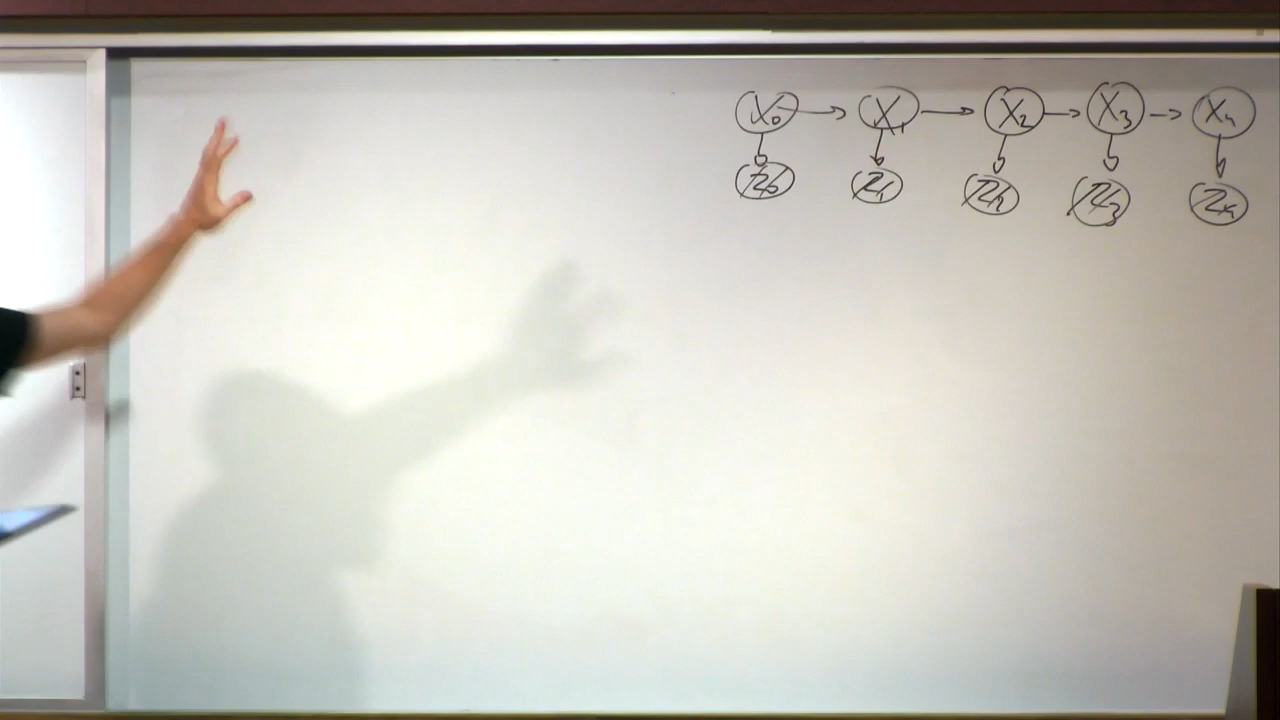 X₀ X₁ X₂ X₃ X₄
Z₀ Z₁ Z₂ Z₃ Z₄